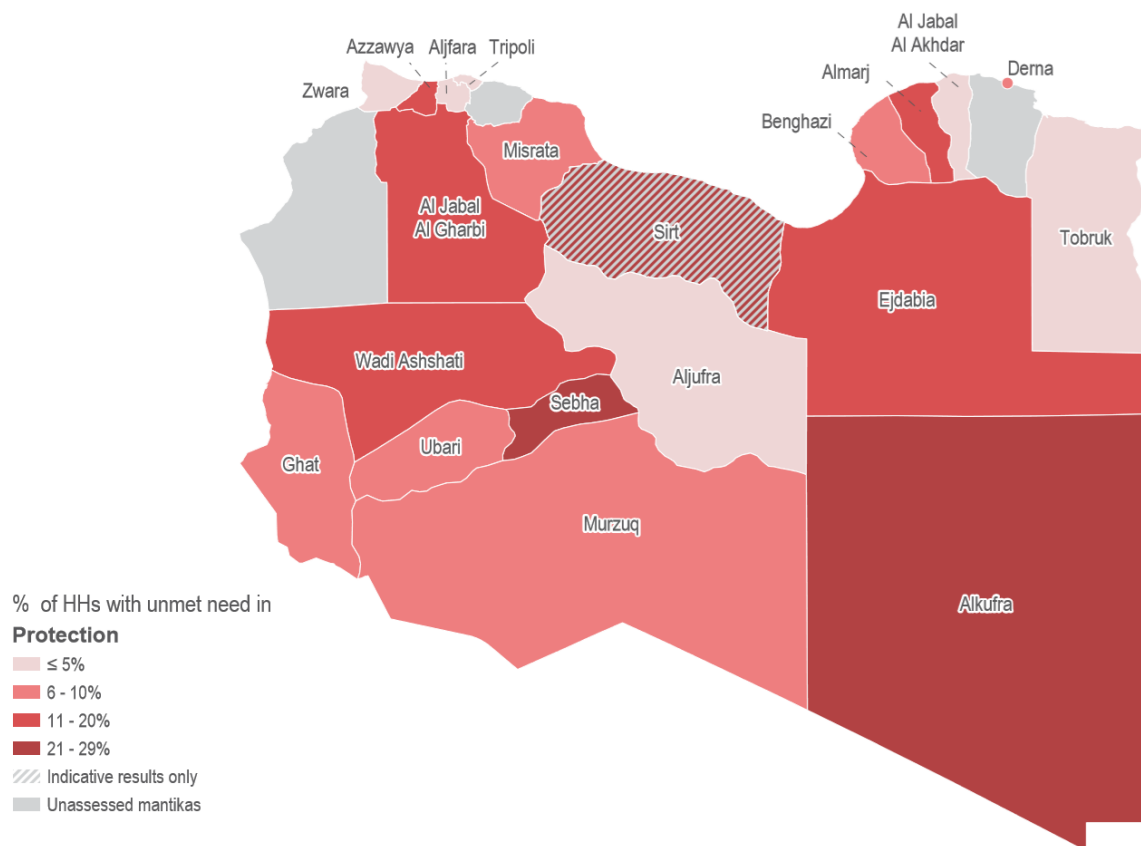 Al Jabal
Al Akhdar
Azzawya
Aljfara
Tripoli
Derna
Almarj
Zwara
Benghazi
Misrata
Al Jabal
Al Gharbi
Sirt
Tobruk
Ejdabia
Wadi Ashshati
Aljufra
Sebha
Ubari
Ghat
Murzuq
Alkufra
% of HHs with unmet need in
Protection
≤ 5%
6 - 10%
11 - 20%
21 - 29%
Indicative results only
Unassessed mantikas